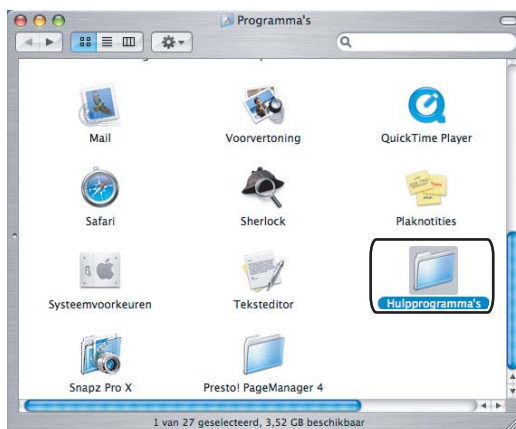 Programma's
Mail
Voorvertoning
QuickTime Player
Safari
Sherlock
Plaknotities
Systeemvoorkeuren
Teksteditor
Hulpprogramma's
Snapz Pro X
Presto! PageManager 4
1 van 27 geselecteerd, 3,52 GB beschikbaar